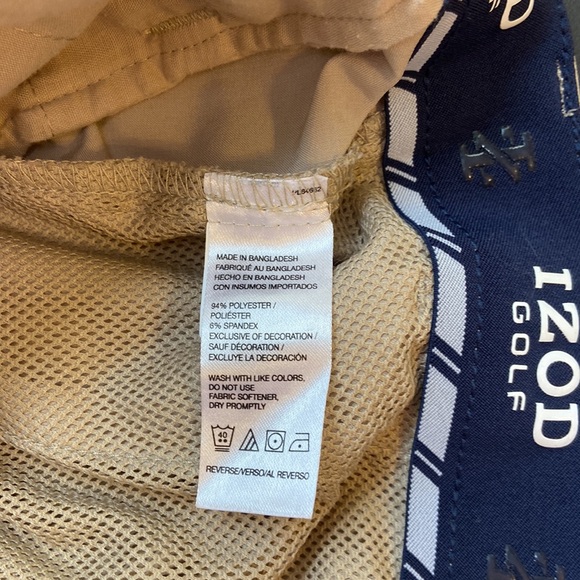 MADE IN BANGLADESH
FABRIQUÉ AU BANGLADESH
HECHO EN BANGLADESH
CON INSUMOS IMPORTADOS
94% POLYESTER /
POLIÉSTER
6% SPANDEX
EXCLUSIVE OF DECORATION /
SAUF DÉCORATION /
EXCLUYE LA DECORACIÓN
WASH WITH LIKE COLORS,
DO NOT USE
FABRIC SOFTENER,
DRY PROMPTLY
40
REVERSE/VERSO/AL REVERSO
IZOD
GOLF